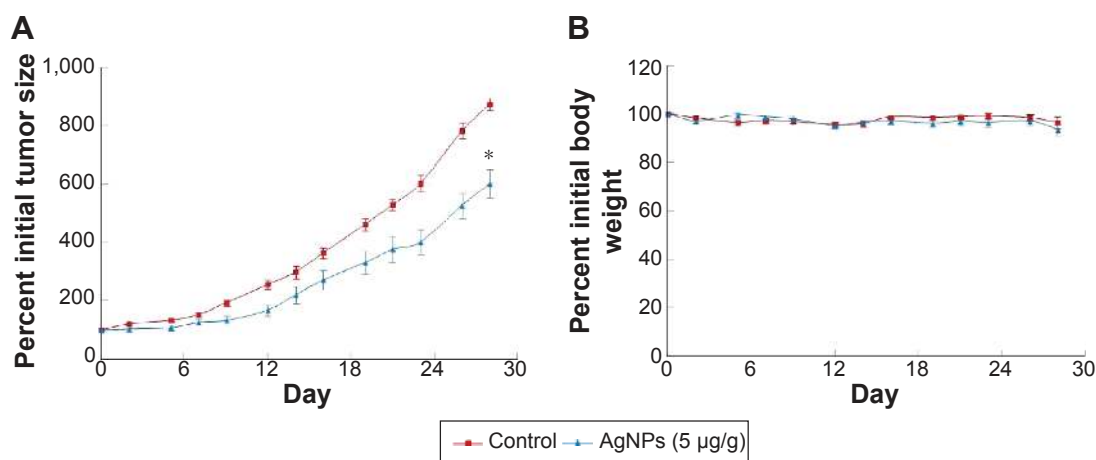 A
Percent initial tumor size
1,000
800
600
400
200
0
*
0 6 12 18 24 30
Day
B
Percent initial body
weight
120
100
80
60
40
20
0
0 6 12 18 24 30
Day
Control AgNPs (5 µg/g)